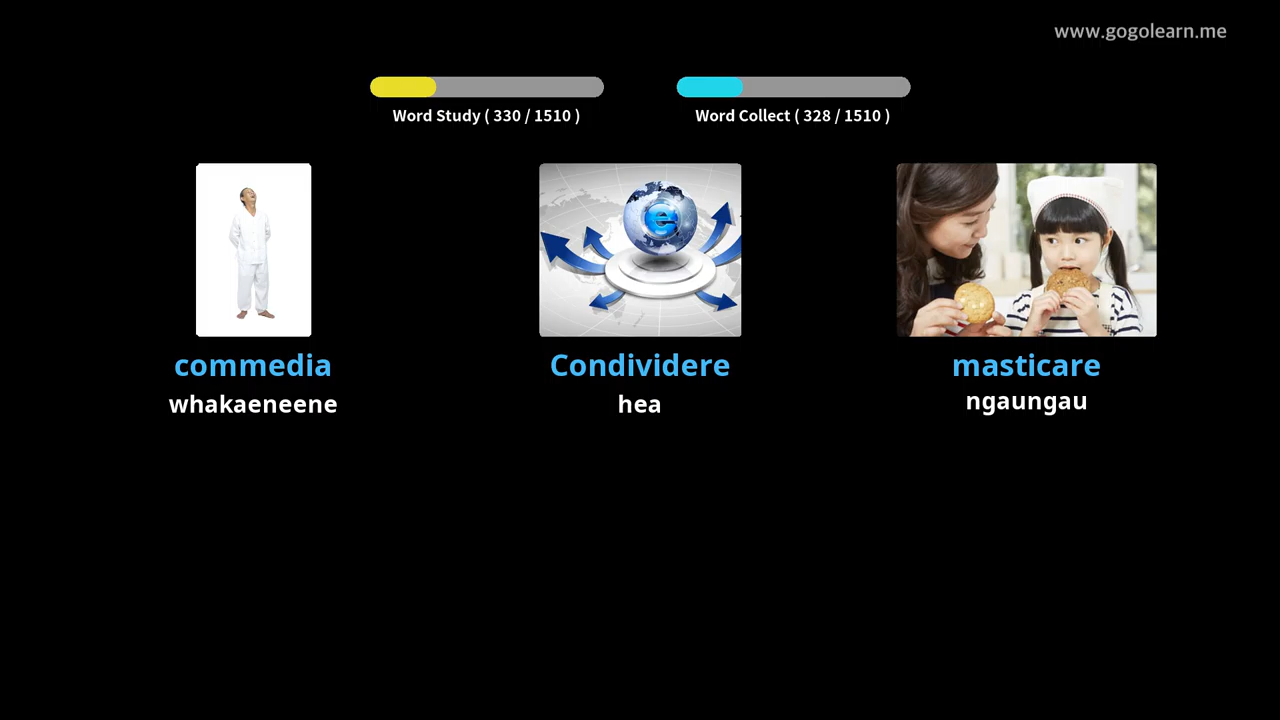 www.gogolearn.me
Word Study ( 330 / 1510 )
Word Collect ( 328 / 1510 )
e
commedia
Condividere
masticare
whakaeneene
hea
ngaungau